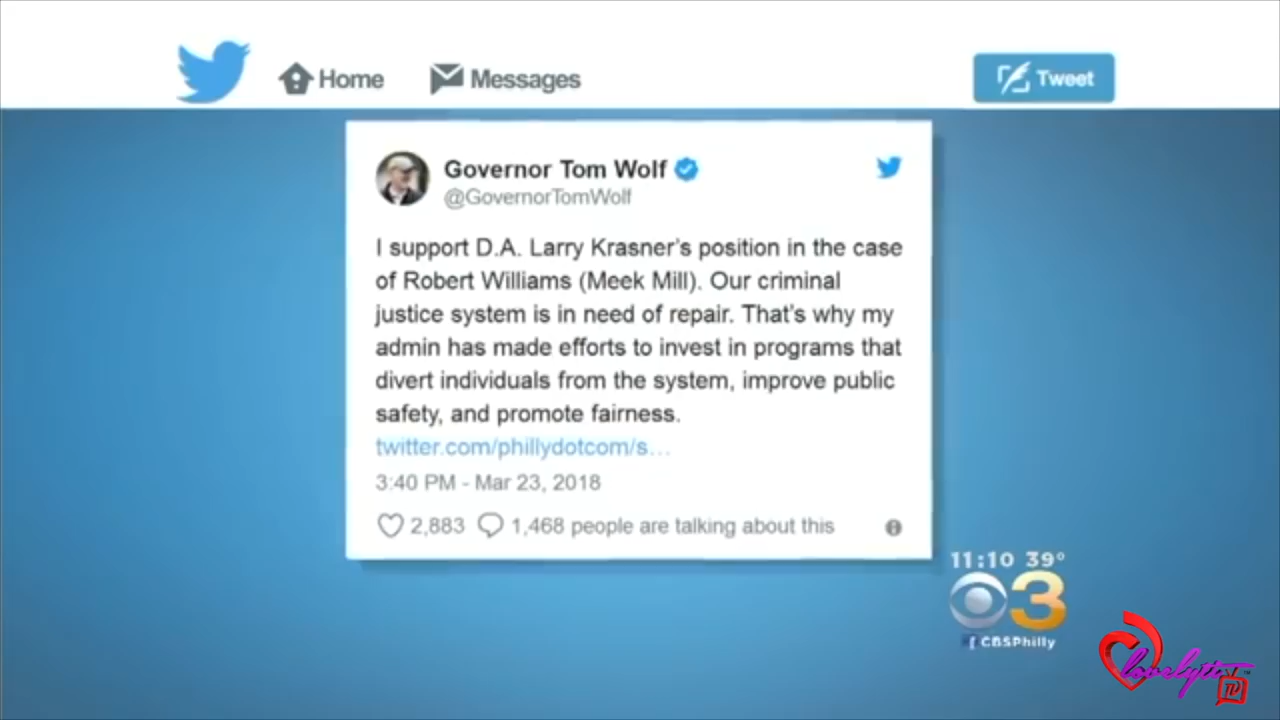 Home
Messages
Tweet
Governor Tom Wolf
@GovernorTomWolf
I support D.A. Larry Krasner's position in the case
of Robert Williams (Meek Mill). Our criminal
justice system is in need of repair. That's why my
admin has made efforts to invest in programs that
divert individuals from the system, improve public
safety, and promote fairness.
twitter.com/phillydotcom/s...
3:40 PM - Mar 23, 2018
2,883
1,468 people are talking about this
11:10 39°
3
f CBSPhilly
lovelytiTV